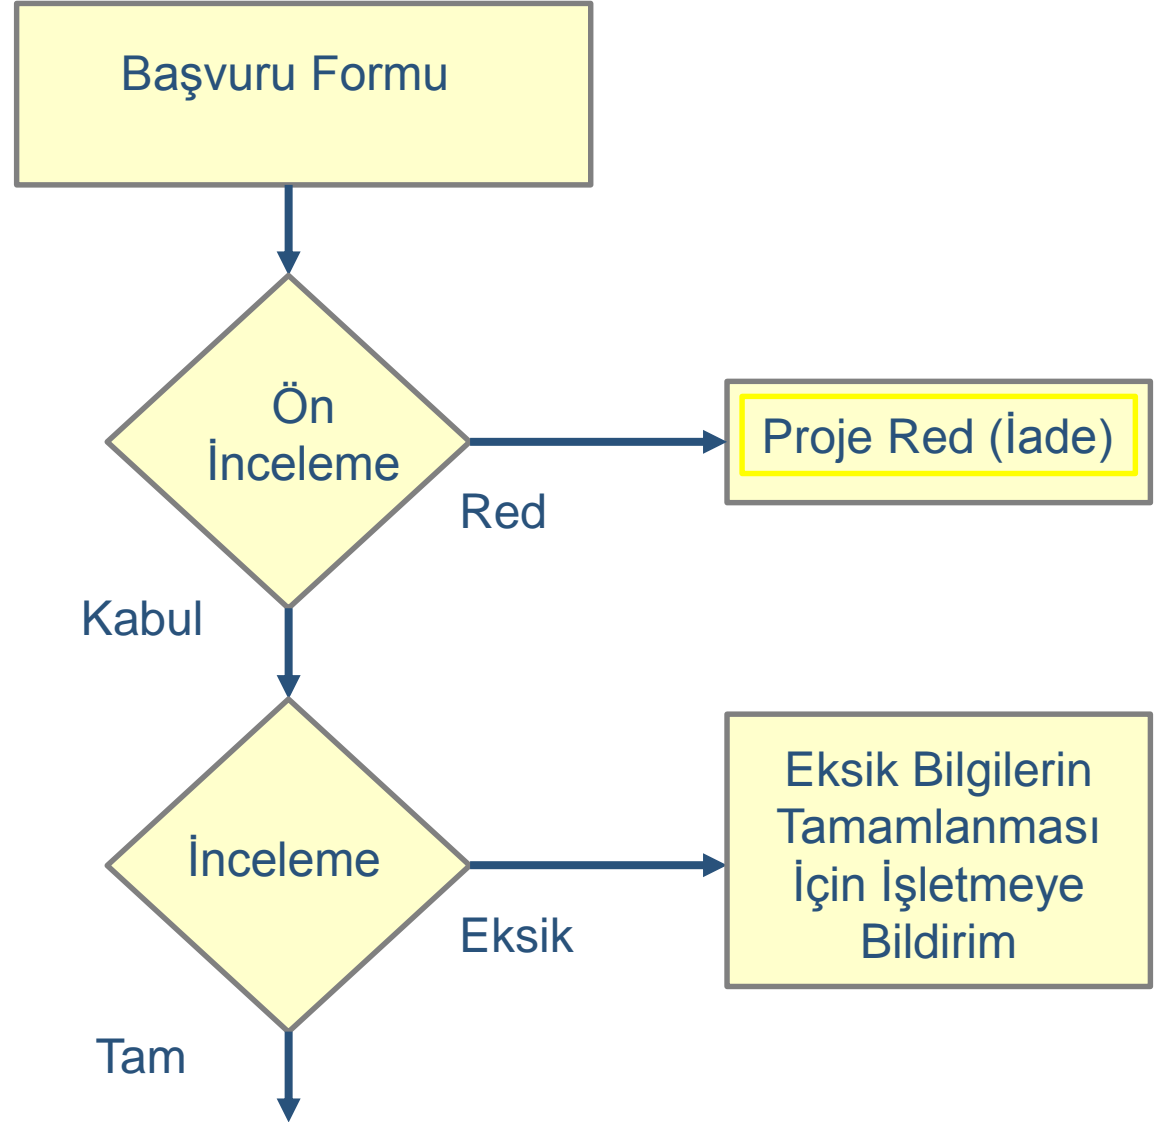 Başvuru Formu
Ön
İnceleme
Proje Red (İade)
Red
Kabul
İnceleme
Eksik Bilgilerin
Tamamlanması
İçin İşletmeye
Bildirim
Eksik
Tam